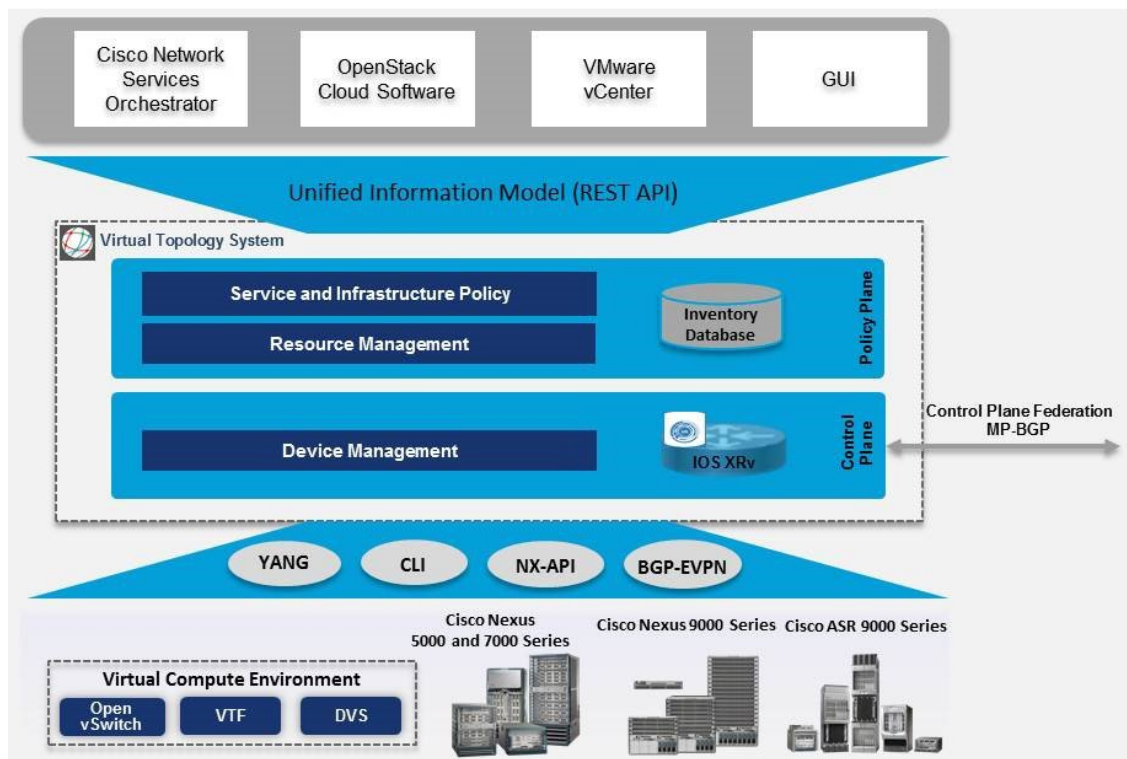 Cisco Network
Services
Orchestrator
OpenStack
Cloud Software
VMware
vCenter
GUI
Unified Information Model (REST API)
Virtual Topology System
Service and Infrastructure Policy
Resource Management
Inventory
Database
Policy Plane
Device Management
IOS XRv
Control
Plane
Control Plane Federation
MP-BGP
YANG
CLI
NX-API
BGP-EVPN
Cisco Nexus
5000 and 7000 Series
Cisco Nexus 9000 Series
Cisco ASR 9000 Series
Virtual Compute Environment
Open
vSwitch
VTF
DVS